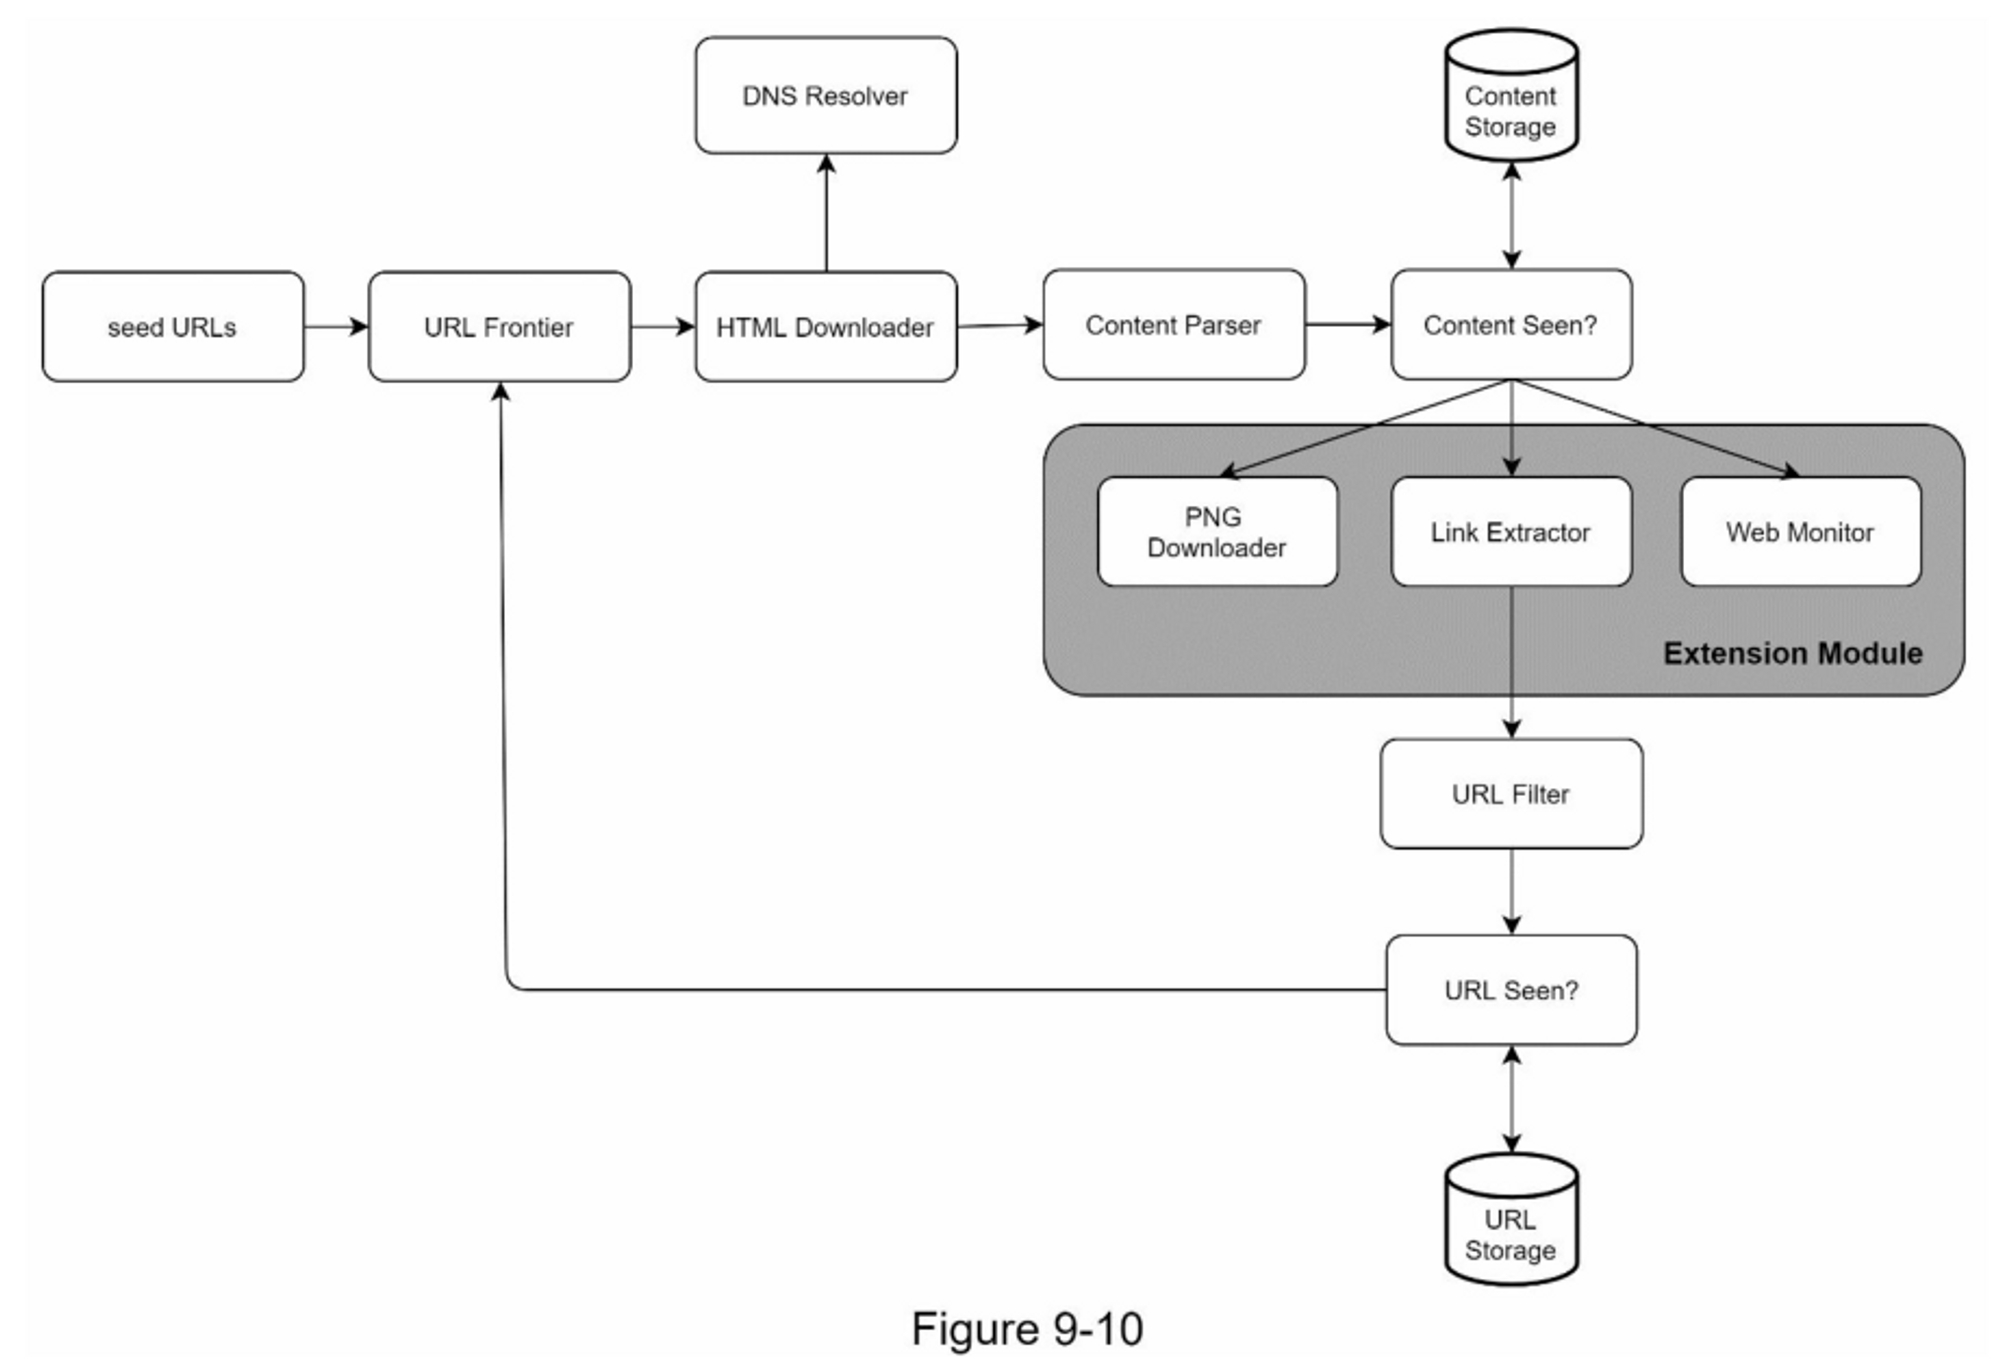 DNS Resolver
Content
Storage
seed URLs
URL Frontier
HTML Downloader
Content Parser
Content Seen?
PNG
Downloader
Link Extractor
Web Monitor
Extension Module
URL Filter
URL Seen?
URL
Storage
Figure 9-10